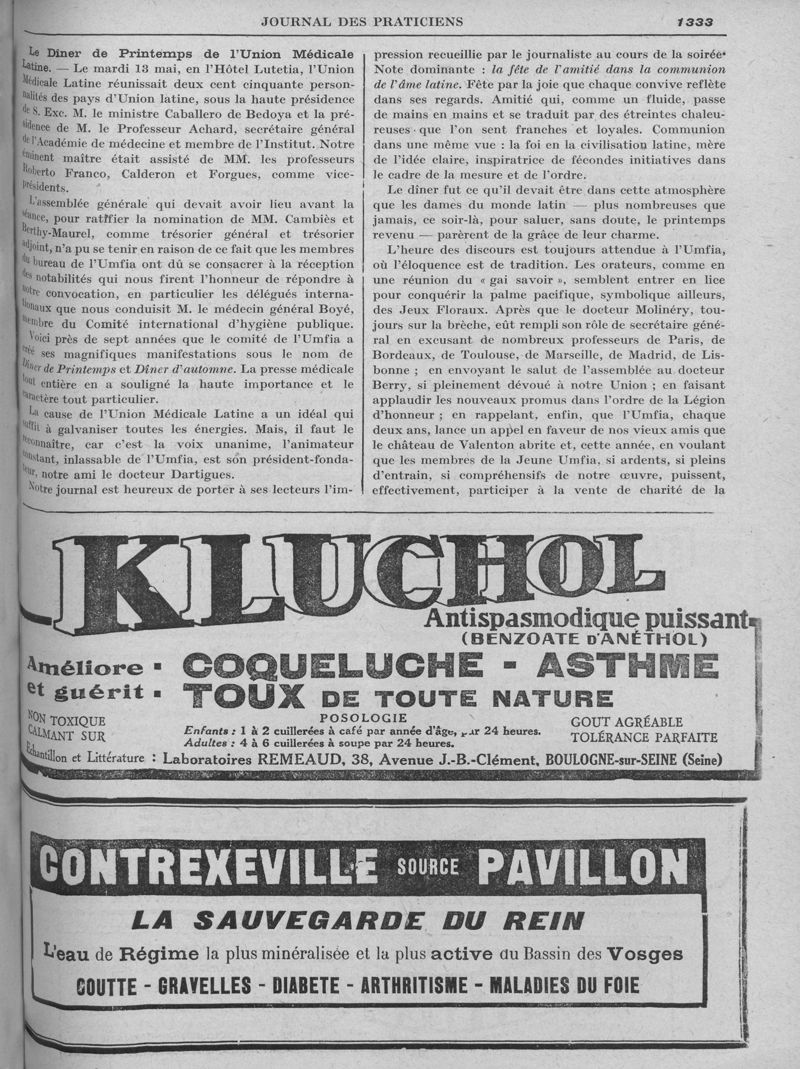 JOURNAL DES PRATICIENS 1333
Le Dîner de Printemps de l'Union Médicale
Latine. — Le mardi 13 mai, en l'Hôtel Lutetia, l'Union
Médicale Latine réunissait deux cent cinquante person-
nalités des pays d'Union latine, sous la haute présidence
de S. Exc. M. le ministre Caballero de Bedoya et la pré-
sidence de M. le Professeur Achard, secrétaire général
de l'Académie de médecine et membre de l'Institut. Notre
éminent maître était assisté de MM. les professeurs
Roberto Franco, Calderon et Forgues, comme vice-
présidents.
L'assemblée générale qui devait avoir lieu avant la
séance, pour ratifier la nomination de MM. Cambiès et
Berthy-Maurel, comme trésorier général et trésorier
adjoint, n'a pu se tenir en raison de ce fait que les membres
du bureau de l'Umfia ont dû se consacrer à la réception
des notabilités qui nous firent l'honneur de répondre à
notre convocation, en particulier les délégués interna-
tionaux que nous conduisit M. le médecin général Boyé,
membre du Comité international d'hygiène publique.
Voici près de sept années que le comité de l'Umfia a
créé ses magnifiques manifestations sous le nom de
Dîner de Printemps et Dîner d'automne. La presse médicale
tout entière en a souligné la haute importance et le
caractère tout particulier.
La cause de l'Union Médicale Latine a un idéal qui
suffit à galvaniser toutes les énergies. Mais, il faut le
reconnaître, car c'est la voix unanime, l'animateur
constant, inlassable de l'Umfia, est son président-fonda-
teur, notre ami le docteur Dartigues.
Notre journal est heureux de porter à ses lecteurs l'im-
pression recueillie par le journaliste au cours de la soirée.
Note dominante : la fête de l'amitié dans la communion
de l'âme latine. Fête par la joie que chaque convive reflète
dans ses regards. Amitié qui, comme un fluide, passe
de mains en mains et se traduit par des étreintes chaleu-
reuses que l'on sent franches et loyales. Communion
dans une même vue : la foi en la civilisation latine, mère
de l'idée claire, inspiratrice de fécondes initiatives dans
le cadre de la mesure et de l'ordre.
Le dîner fut ce qu'il devait être dans cette atmosphère
que les dames du monde latin — plus nombreuses que
jamais, ce soir-là, pour saluer, sans doute, le printemps
revenu — parèrent de la grâce de leur charme.
L'heure des discours est toujours attendue à l'Umfia,
où l'éloquence est de tradition. Les orateurs, comme en
une réunion du « gai savoir », semblent entrer en lice
pour conquérir la palme pacifique, symbolique ailleurs,
des Jeux Floraux. Après que le docteur Molinéry, tou-
jours sur la brèche, eût rempli son rôle de secrétaire géné-
ral en excusant de nombreux professeurs de Paris, de
Bordeaux, de Toulouse, de Marseille, de Madrid, de Lis-
bonne ; en envoyant le salut de l'assemblée au docteur
Berry, si pleinement dévoué à notre Union ; en faisant
applaudir les nouveaux promus dans l'ordre de la Légion
d'honneur ; en rappelant, enfin, que l'Umfia, chaque
deux ans, lance un appel en faveur de nos vieux amis que
le château de Valenton abrite et, cette année, en voulant
que les membres de la Jeune Umfia, si ardents, si pleins
d'entrain, si compréhensifs de notre œuvre, puissent,
effectivement, participer à la vente de charité de la
KLUCHOL
Antispasmodique puissant
(BENZOATE D'ANÉTHOL)
Améliore COQUELUCHE - ASTHME
et guérit TOUX DE TOUTE NATURE
NON TOXIQUE
CALMANT SUR
POSOLOGIE
Enfants : 1 à 2 cuillerées à café par année d'âge, par 24 heures.
Adultes : 4 à 6 cuillerées à soupe par 24 heures.
GOUT AGRÉABLE
TOLÉRANCE PARFAITE
Échantillon et Littérature : Laboratoires REMEAUD, 38, Avenue J.-B.-Clément, BOULOGNE-sur-SEINE (Seine)
CONTREXEVILLE SOURCE PAVILLON
LA SAUVEGARDE DU REIN
L'eau de Régime la plus minéralisée et la plus active du Bassin des Vosges
GOUTTE - GRAVELLES - DIABETE - ARTHRITISME - MALADIES DU FOIE